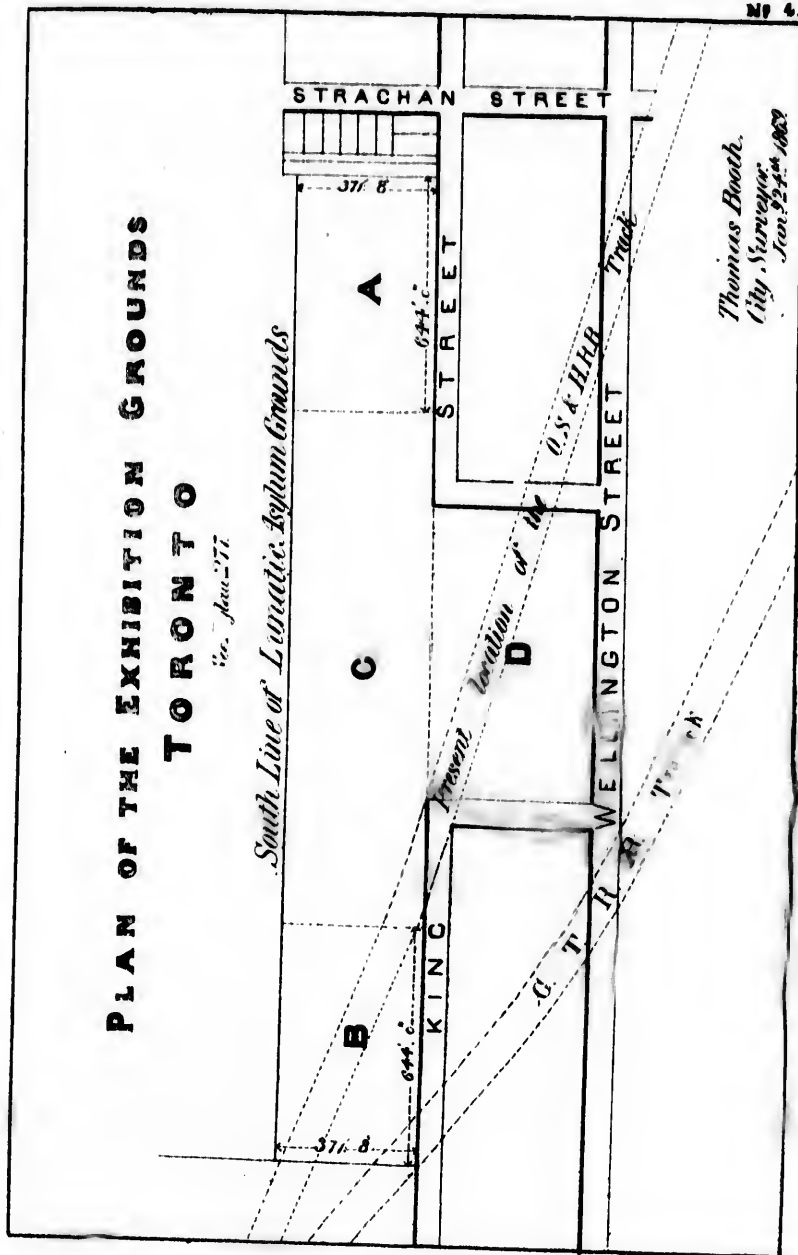 Nº 4.
PLAN OF THE EXHIBITION GROUNDS
TORONTO
South Line of Lunatic Asylum Grounds
STRACHAN STREET
371' 8
A
644'. 0"
STREET
C
D
Present location of the O.S & H.R.R Track
WELLINGTON STREET
KING
B
644'. 0"
371. 8
G T R R Track
Thomas Booth.
City Surveyor